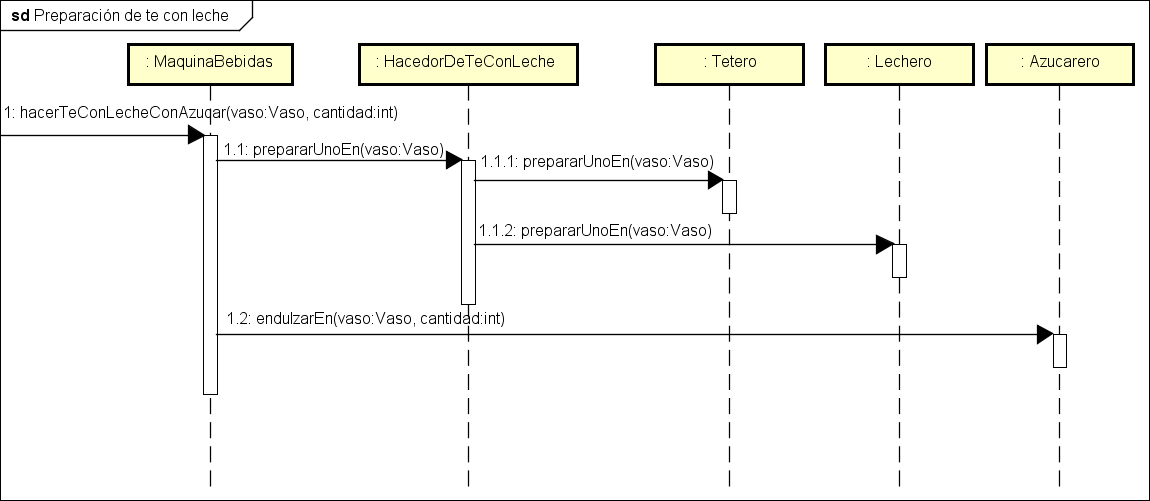 sd Preparación de te con leche
: MaquinaBebidas
: HacedorDeTeConLeche
: Tetero
: Lechero
: Azucarero
1: hacerTeConLecheConAzucar(vaso:Vaso, cantidad:int)
1.1: prepararUnoEn(vaso:Vaso)
1.1.1: prepararUnoEn(vaso:Vaso)
1.1.2: prepararUnoEn(vaso:Vaso)
1.2: endulzarEn(vaso:Vaso, cantidad:int)